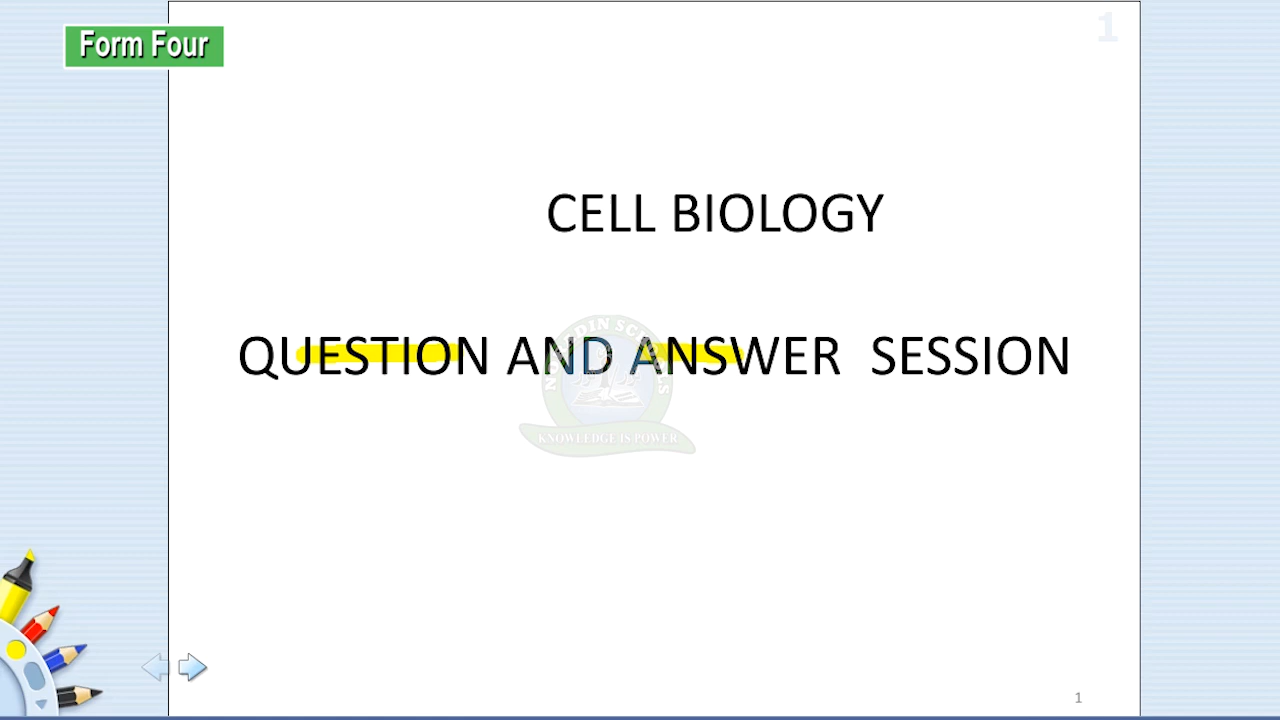 1
Form Four
CELL BIOLOGY
QUESTION AND ANSWER SESSION
KNOWLEDGE IS POWER
1